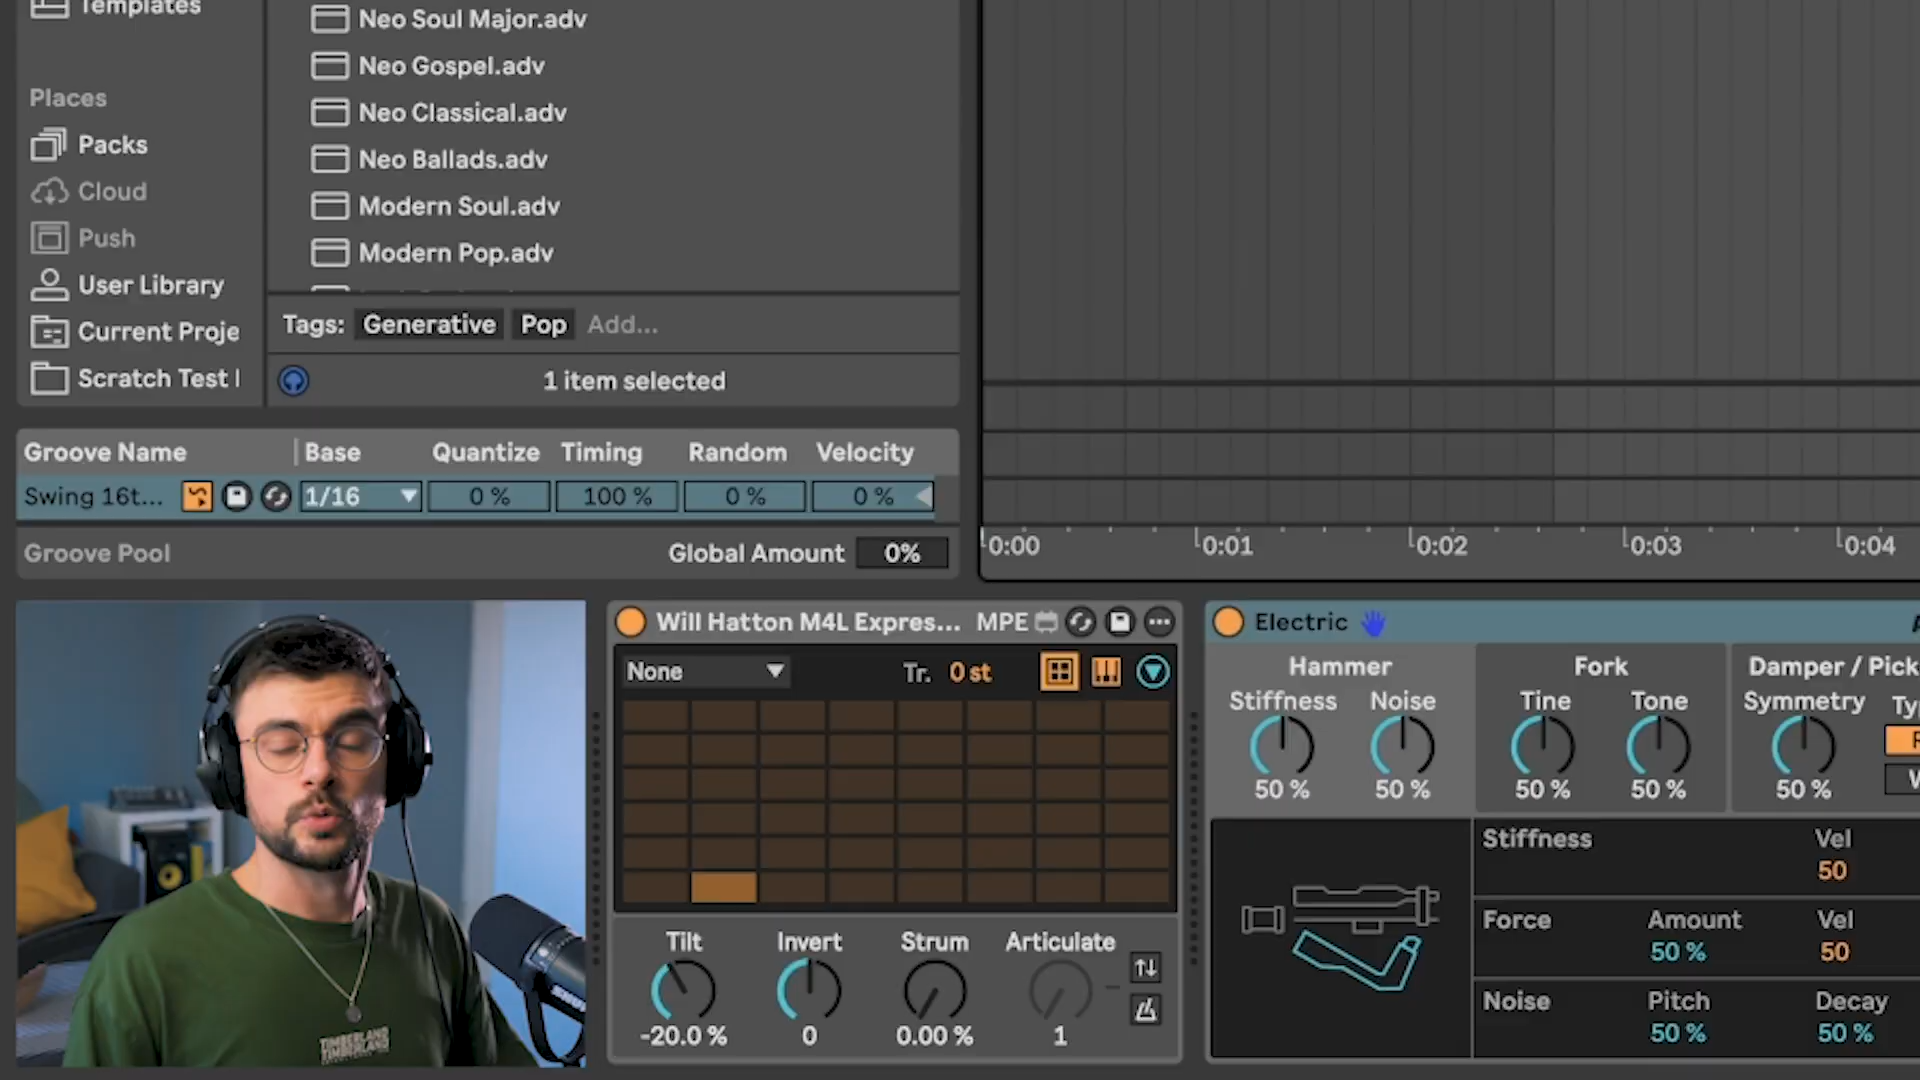 Templates
Neo Soul Major.adv
Neo Gospel.adv
Places
Neo Classical.adv
Packs
Neo Ballads.adv
Cloud
Modern Soul.adv
Push
Modern Pop.adv
User Library
Tags: Generative Pop Add...
Current Proje
Scratch Test
1 item selected
Groove Name Base Quantize Timing Random Velocity
Swing 16t... 1/16 0 % 100 % 0 % 0 %
Groove Pool Global Amount 0%
0:00 0:01 0:02 0:03 0:04
Will Hatton M4L Expres... MPE
None Tr. 0 st
Tilt Invert Strum Articulate
-20.0 % 0 0.00 % 1
Electric
Hammer Fork Damper / Pick
Stiffness Noise Tine Tone Symmetry Ty
50 % 50 % 50 % 50 % 50 %
Stiffness Vel
50
Force Amount Vel
50 % 50
Noise Pitch Decay
50 % 50 %
TIMBERLAND
TIMBERLAND